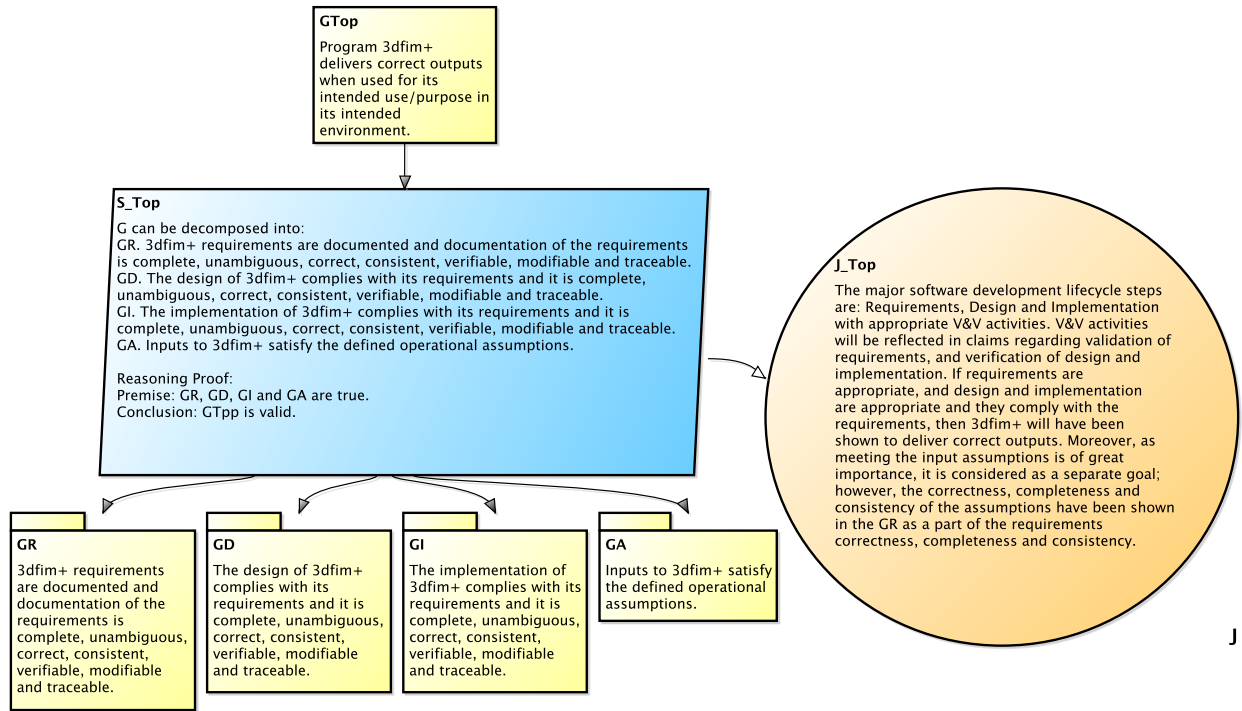 GTop
Program 3dfim+
delivers correct outputs
when used for its
intended use/purpose in
its intended
environment.
S_Top
G can be decomposed into:
GR. 3dfim+ requirements are documented and documentation of the requirements
is complete, unambiguous, correct, consistent, verifiable, modifiable and traceable.
GD. The design of 3dfim+ complies with its requirements and it is complete,
unambiguous, correct, consistent, verifiable, modifiable and traceable.
GI. The implementation of 3dfim+ complies with its requirements and it is
complete, unambiguous, correct, consistent, verifiable, modifiable and traceable.
GA. Inputs to 3dfim+ satisfy the defined operational assumptions.
Reasoning Proof:
Premise: GR, GD, GI and GA are true.
Conclusion: GTpp is valid.
J_Top
The major software development lifecycle steps
are: Requirements, Design and Implementation
with appropriate V&V activities. V&V activities
will be reflected in claims regarding validation of
requirements, and verification of design and
implementation. If requirements are
appropriate, and design and implementation
are appropriate and they comply with the
requirements, then 3dfim+ will have been
shown to deliver correct outputs. Moreover, as
meeting the input assumptions is of great
importance, it is considered as a separate goal;
however, the correctness, completeness and
consistency of the assumptions have been shown
in the GR as a part of the requirements
correctness, completeness and consistency.
J
GR
3dfim+ requirements
are documented and
documentation of the
requirements is
complete, unambiguous,
correct, consistent,
verifiable, modifiable
and traceable.
GD
The design of 3dfim+
complies with its
requirements and it is
complete, unambiguous,
correct, consistent,
verifiable, modifiable
and traceable.
GI
The implementation of
3dfim+ complies with its
requirements and it is
complete, unambiguous,
correct, consistent,
verifiable, modifiable
and traceable.
GA
Inputs to 3dfim+ satisfy
the defined operational
assumptions.